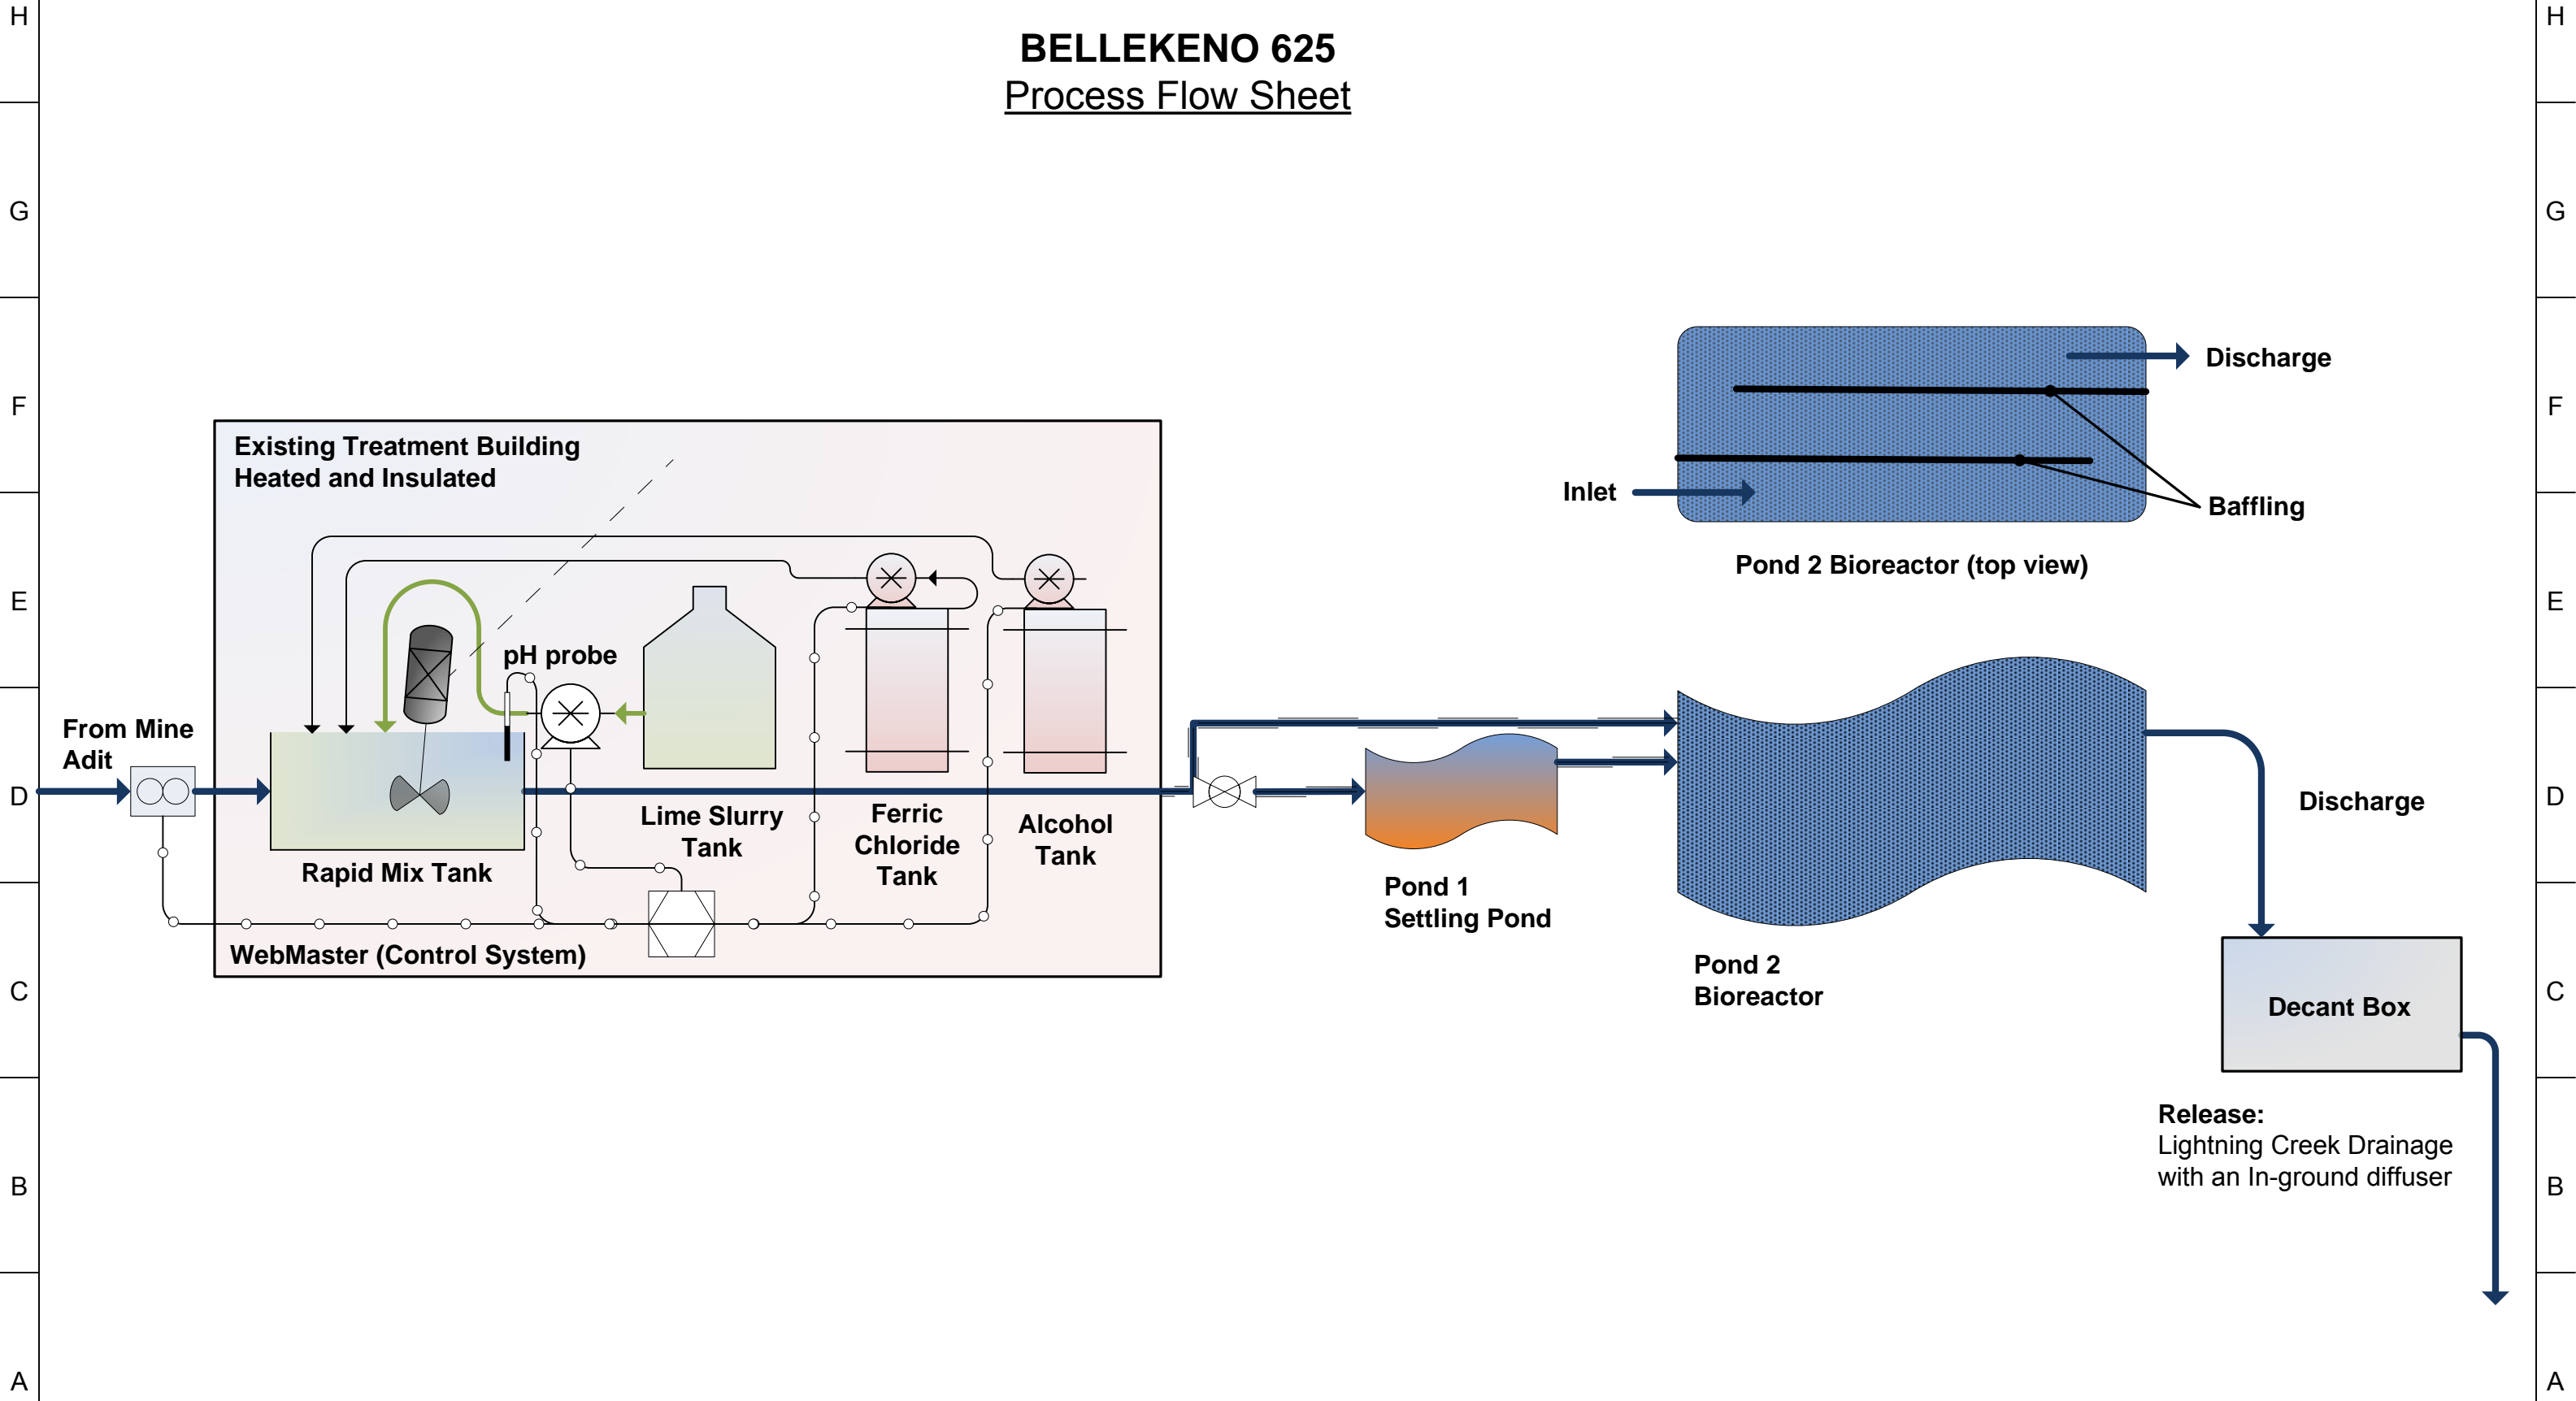 BELLEKENO 625
Process Flow Sheet
H
H
G
G
F
F
E
E
D
D
C
C
B
B
A
A
Existing Treatment Building
Heated and Insulated
pH probe
From Mine
Adit
Rapid Mix Tank
Lime Slurry
Tank
Ferric
Chloride
Tank
Alcohol
Tank
WebMaster (Control System)
Discharge
Inlet
Baffling
Pond 2 Bioreactor (top view)
Pond 1
Settling Pond
Pond 2
Bioreactor
Discharge
Decant Box
Release:
Lightning Creek Drainage
with an In-ground diffuser